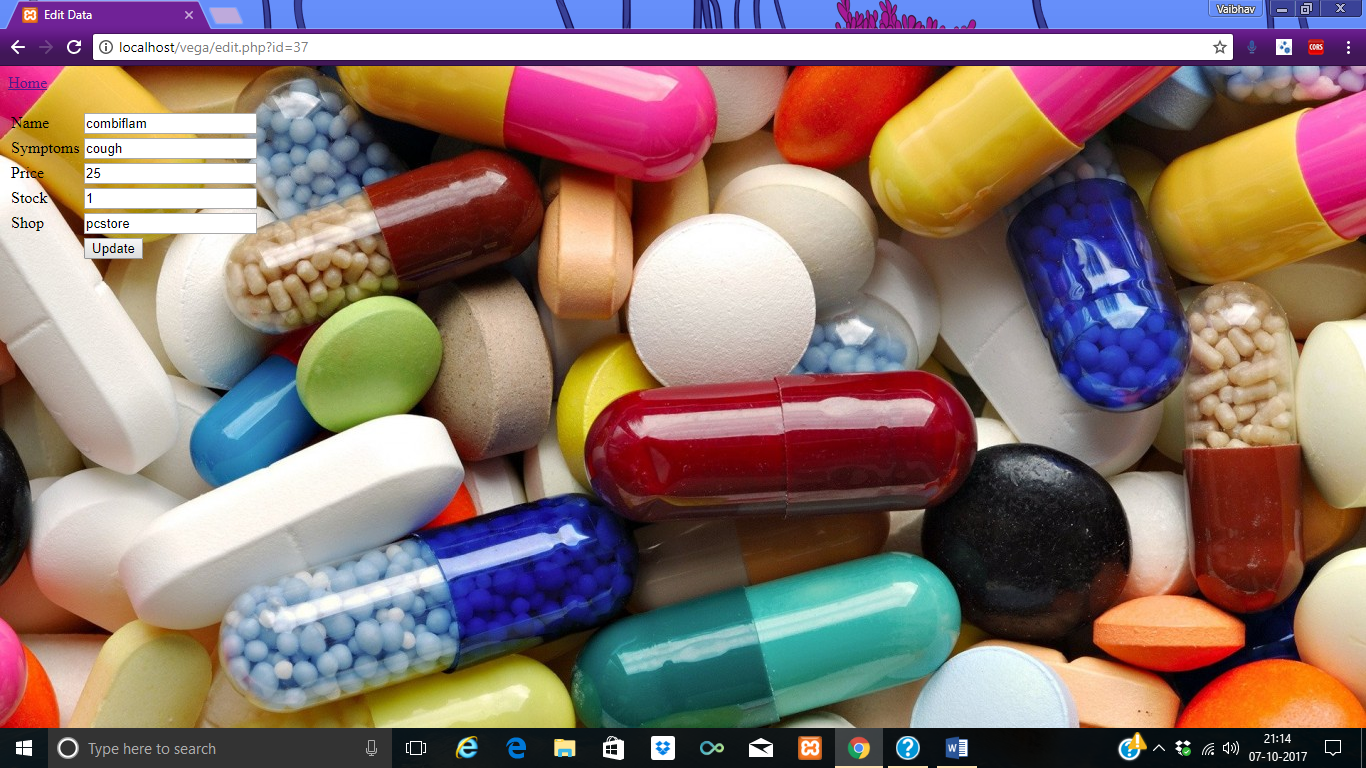 Edit Data
Vaibhav
localhost/vega/edit.php?id=37
CORS
Home
Name combiflam
Symptoms cough
Price 25
Stock 1
Shop pcstore
Update
Type here to search
21:14
07-10-2017